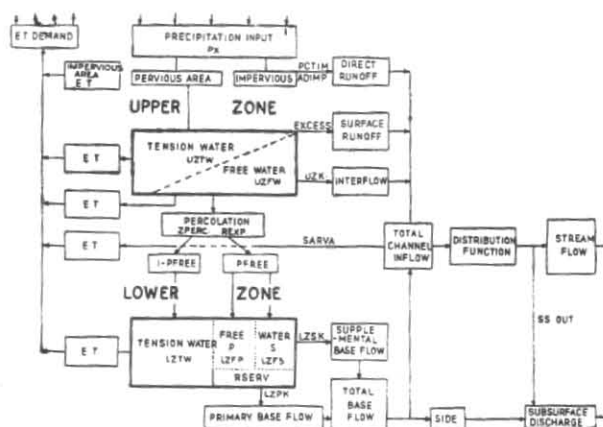 ET DEMAND
PRECIPITATION INPUT
PX
IMPERVIOUS
AREA
E T
PERVIOUS AREA
IMPERVIOUS
PCTIM
ADIMP
DIRECT
RUNOFF
UPPER ZONE
EXCESS
SURFACE
RUNOFF
E T
TENSION WATER
UZTW
FREE WATER
UZFW
UZK
INTERFLOW
E T
PERCOLATION
ZPERC REXP
E T
SARVA
TOTAL
CHANNEL
INFLOW
DISTRIBUTION
FUNCTION
STREAM
FLOW
1-PFREE
PFREE
LOWER ZONE
SS OUT
E T
TENSION WATER
LZTW
FREE
P
LZFP
WATER
S
LZFS
RSERV
LZSK
SUPPLE
-MENTAL
BASE FLOW
LZPK
PRIMARY BASE FLOW
TOTAL
BASE
FLOW
SIDE
SUBSURFACE
DISCHARGE